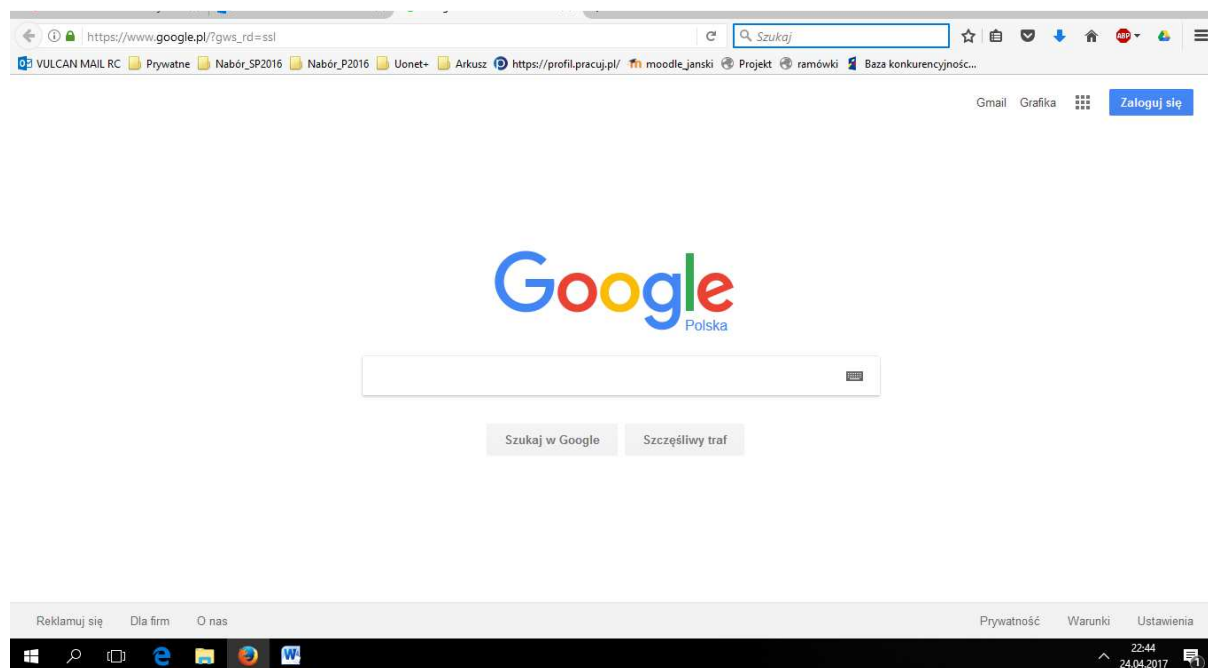 https://www.google.pl/?gws_rd=ssl
Szukaj
ABP
VULCAN MAIL RC Prywatne Nabór_SP2016 Nabór_P2016 Uonet+ Arkusz https://profil.pracuj.pl/ moodle_janski Projekt ramówki Baza konkurencyjnośc...
Gmail Grafika Zaloguj się
Google
Polska
Szukaj w Google Szczęśliwy traf
Reklamuj się Dla firm O nas Prywatność Warunki Ustawienia
22:44
24.04.2017
1